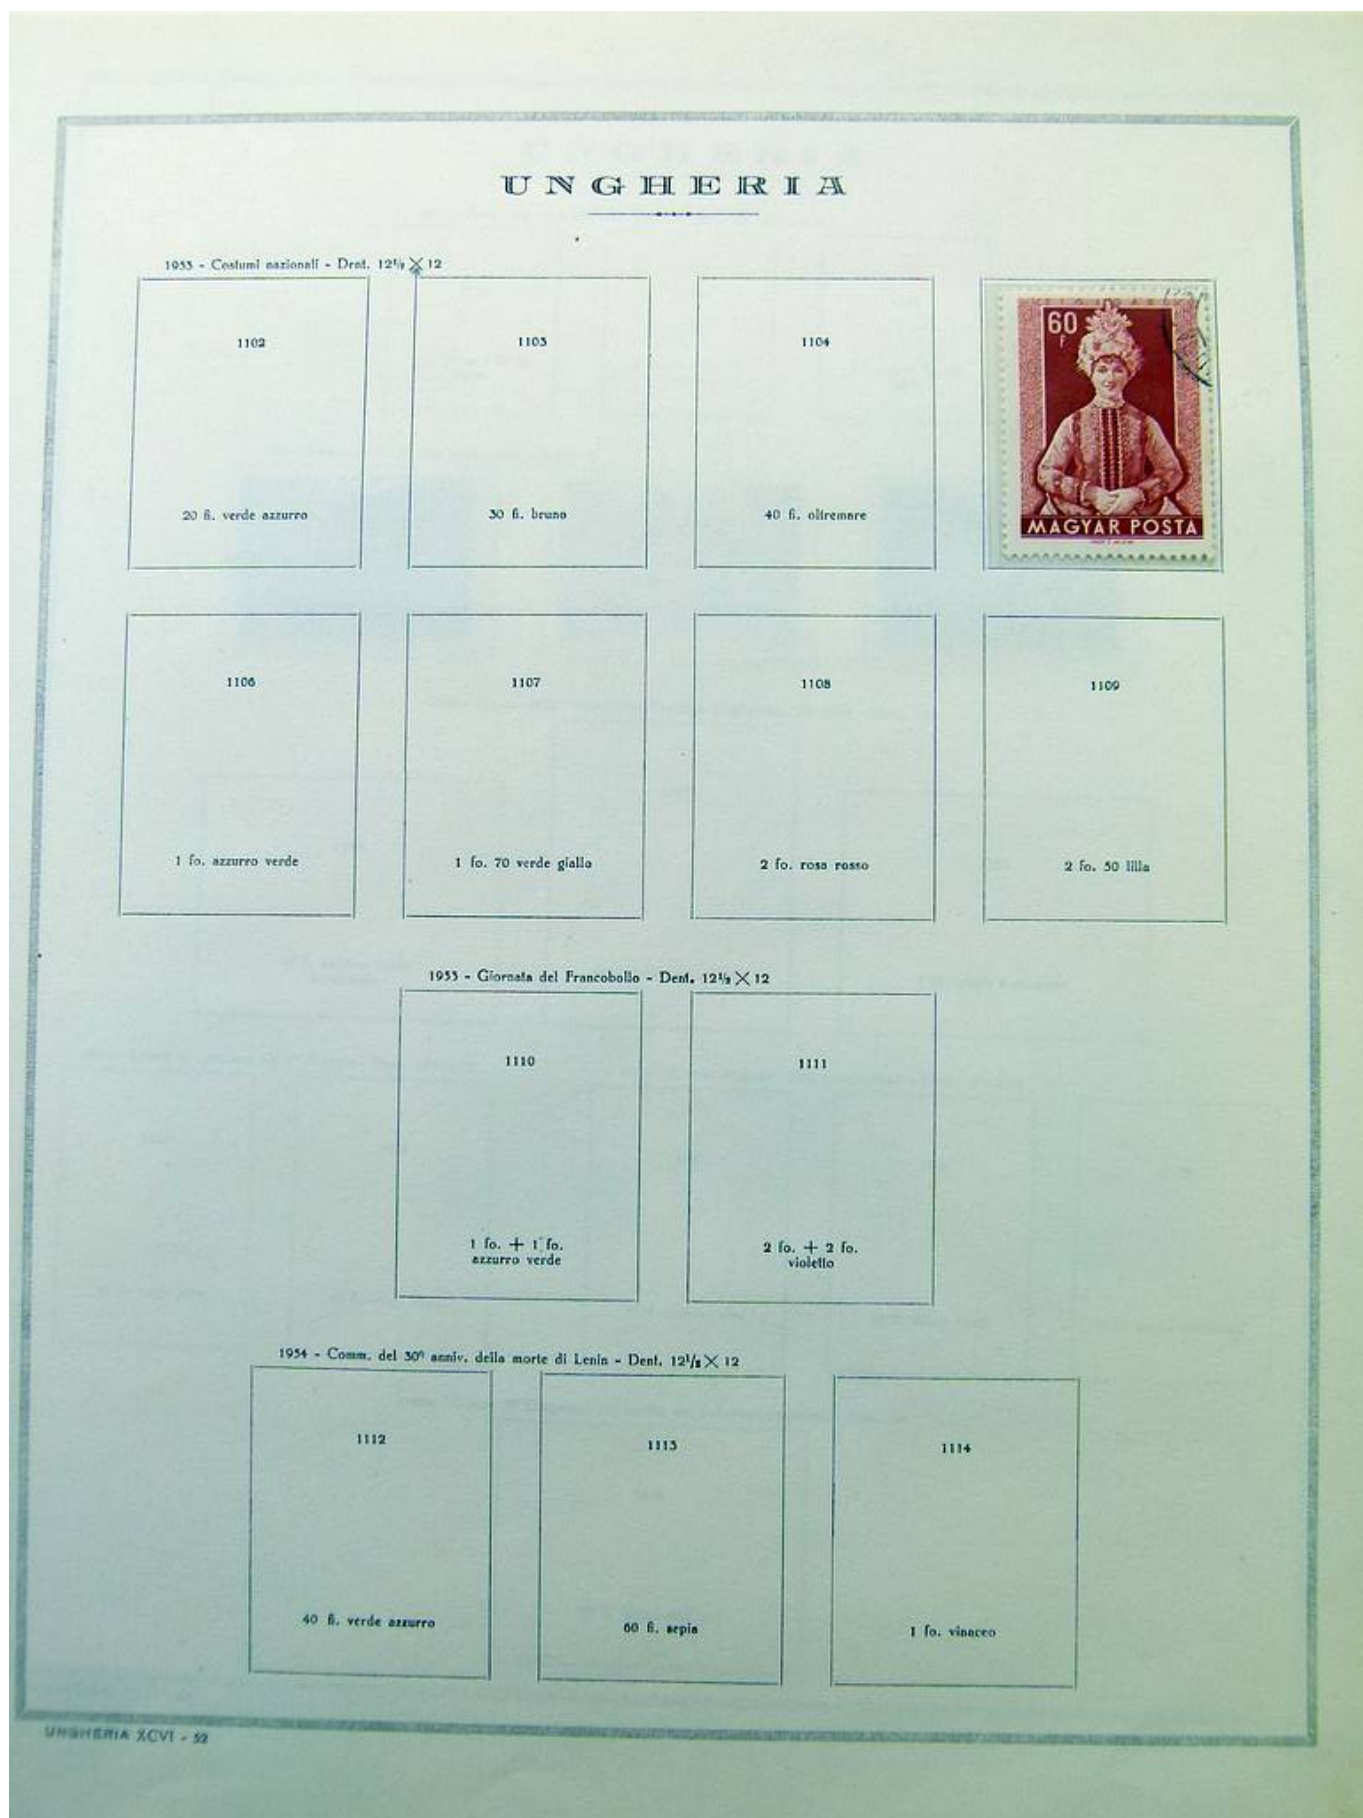 UNGHERIA
1953 - Costumi nazionali - Dent. 12½ X 12
1102
1103
1104
60
F
MAGYAR POSTA
20 fi. verde azzurro
30 fi. bruno
40 fi. oltremare
1106
1107
1108
1109
1 fo. azzurro verde
1 fo. 70 verde giallo
2 fo. rosa rosso
2 fo. 50 lilla
1953 - Giornata del Francobollo - Dent. 12½ X 12
1110
1111
1 fo. + 1 fo.
azzurro verde
2 fo. + 2 fo.
violetto
1954 - Comm. del 30º anniv. della morte di Lenin - Dent. 12½ X 12
1112
1113
1114
40 fi. verde azzurro
60 fi. sepia
1 fo. vinaceo
UNGHERIA XCVI - 52